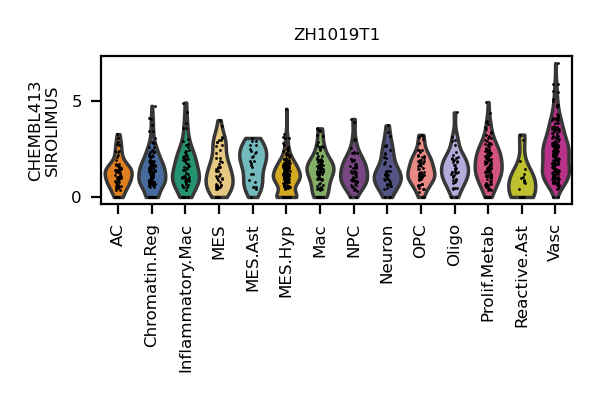 ZH1019T1
CHEMBL413
SIROLIMUS
5
0
AC
Chromatin.Reg
Inflammatory.Mac
MES
MES.Ast
MES.Hyp
Mac
NPC
Neuron
OPC
Oligo
Prolif.Metab
Reactive.Ast
Vasc